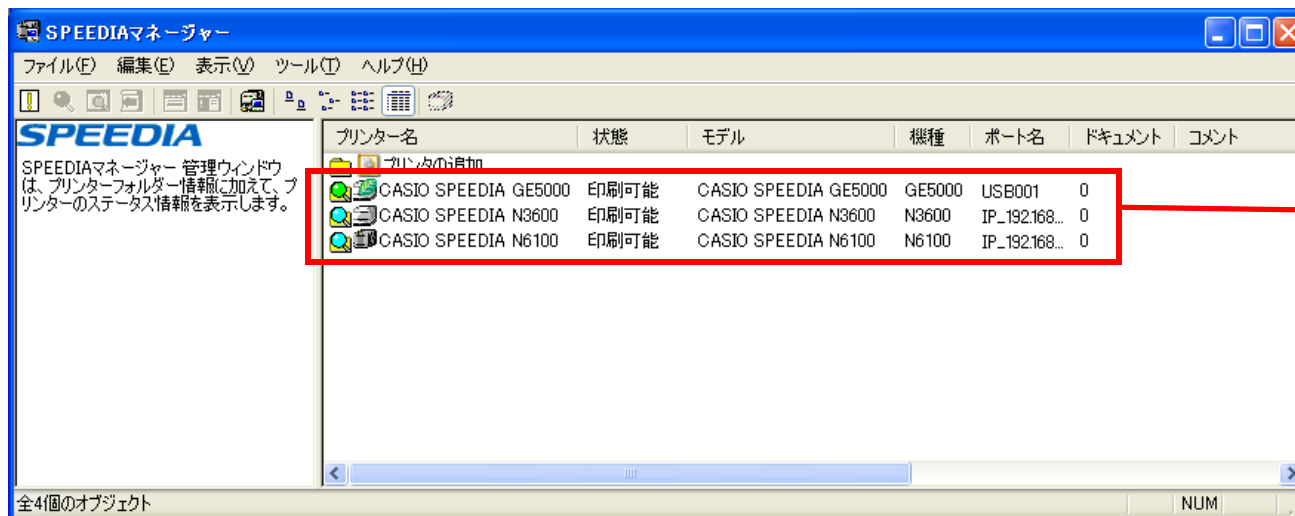 SPEEDIAマネージャー
ファイル(F) 編集(E) 表示(V) ツール(T) ヘルプ(H)
SPEEDIA
SPEEDIAマネージャー 管理ウィンドウ
は、プリンターフォルダー情報に加えて、プ
リンターのステータス情報を表示します。
プリンター名 状態 モデル 機種 ポート名 ドキュメント コメント
プリンタの追加
CASIO SPEEDIA GE5000 印刷可能 CASIO SPEEDIA GE5000 GE5000 USB001 0
CASIO SPEEDIA N3600 印刷可能 CASIO SPEEDIA N3600 N3600 IP_192.168... 0
CASIO SPEEDIA N6100 印刷可能 CASIO SPEEDIA N6100 N6100 IP_192.168... 0
全4個のオブジェクト NUM